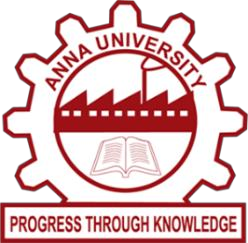 ANNA UNIVERSITY
PROGRESS THROUGH KNOWLEDGE